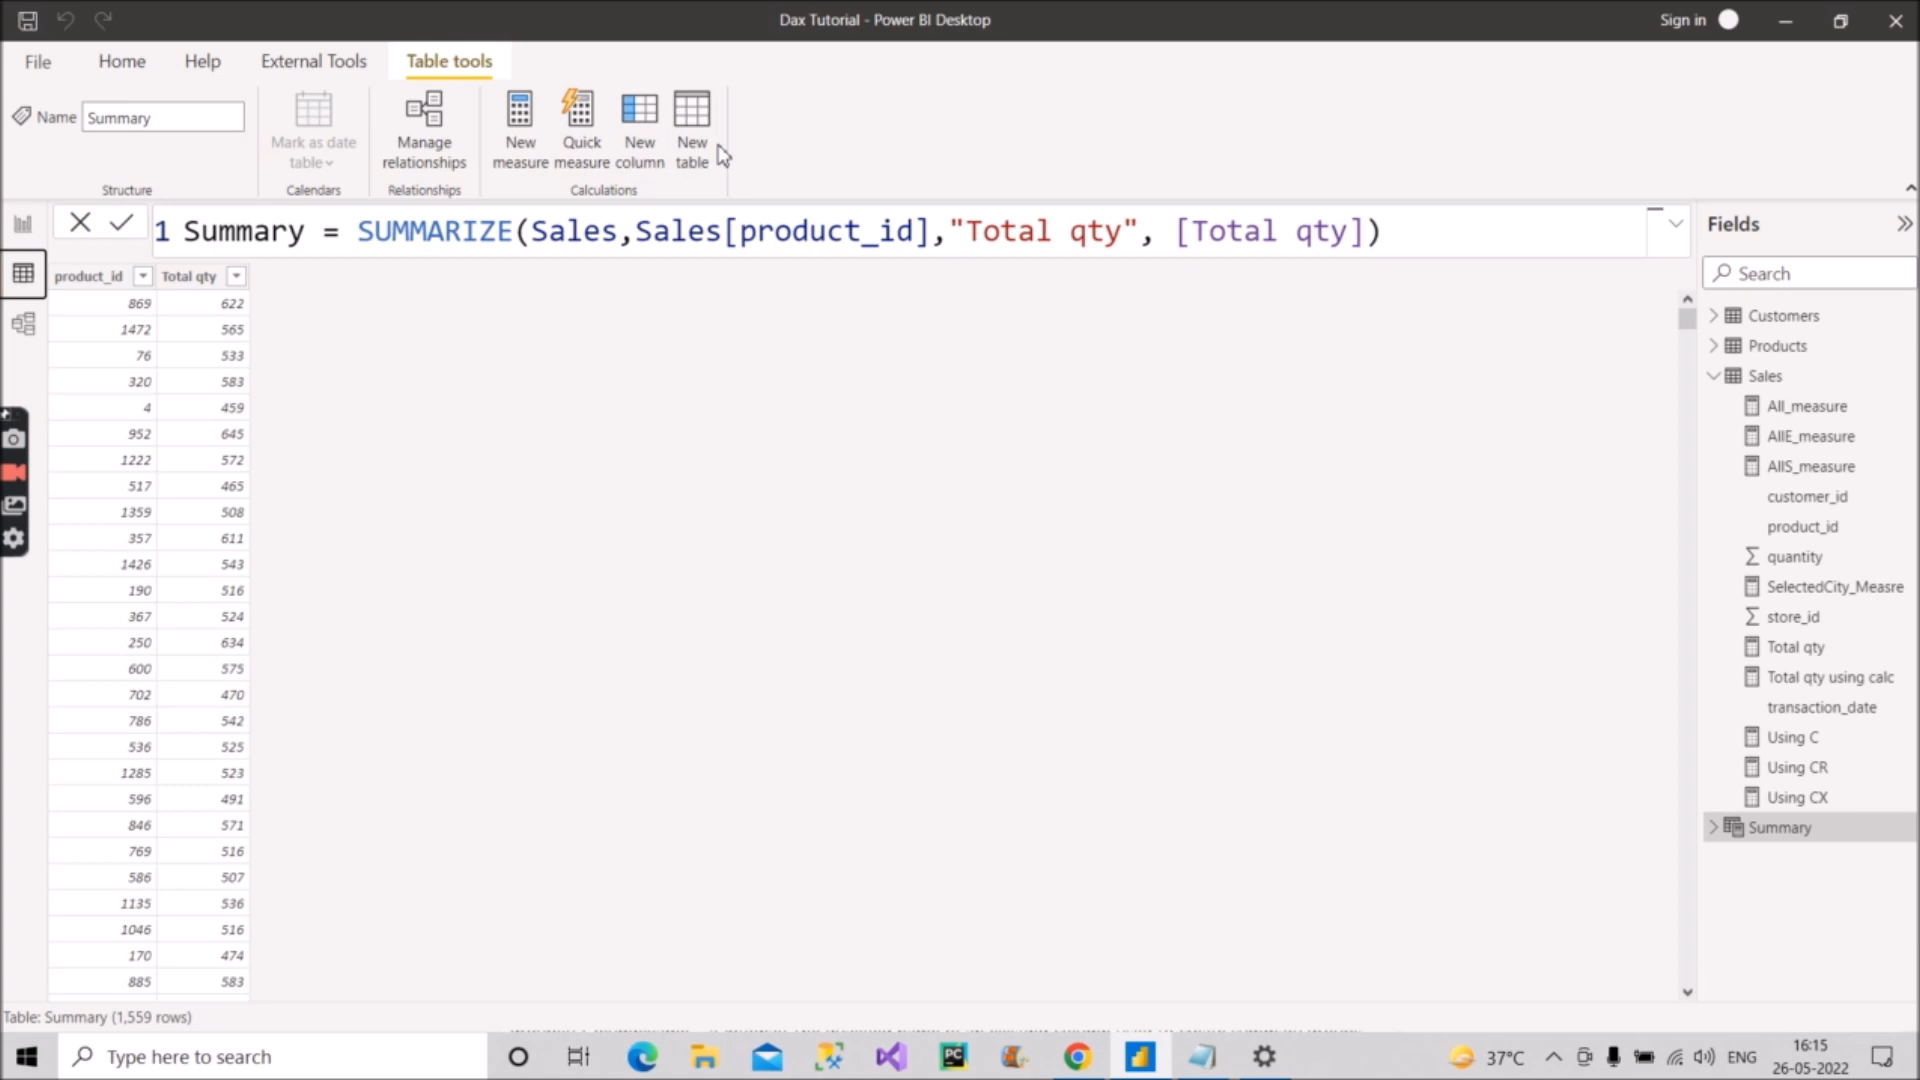 Dax Tutorial - Power BI Desktop
Sign in
File Home Help External Tools Table tools
Name Summary
Mark as date table
Manage relationships
New measure
Quick measure
New column
New table
Structure Calendars Relationships Calculations
1 Summary = SUMMARIZE(Sales,Sales[product_id],"Total qty", [Total qty])
product_id Total qty
869 622
1472 565
76 533
320 583
4 459
952 645
1222 572
517 465
1359 508
357 611
1426 543
190 516
367 524
250 634
600 575
702 470
786 542
536 525
1285 523
596 491
846 571
769 516
586 507
1135 536
1046 516
170 474
885 583
Fields
Search
Customers
Products
Sales
All_measure
AllE_measure
AllS_measure
customer_id
product_id
quantity
SelectedCity_Measre
store_id
Total qty
Total qty using calc
transaction_date
Using C
Using CR
Using CX
Summary
Table: Summary (1,559 rows)
Type here to search
PC
37°C
ENG
16:15
26-05-2022